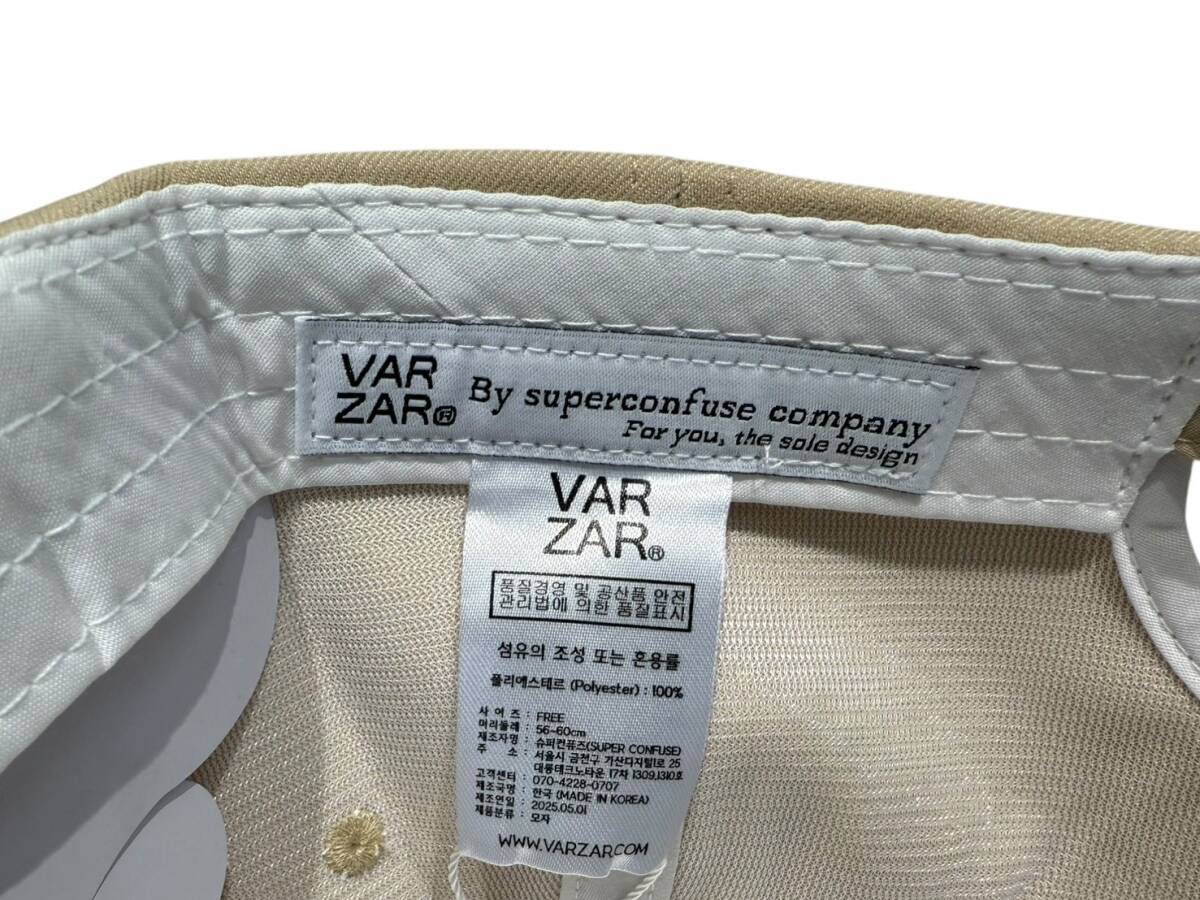 VAR
ZAR®
By superconfuse company
For you, the sole design
VAR
ZAR®
품질경영 및 공산품 안전
관리법에 의한 품질표시
섬유의 조성 또는 혼용률
폴리에스테르 (Polyester) : 100%
사 이 즈 : FREE
머리둘레 : 56~60cm
제조자명 : 슈퍼컨퓨즈(SUPER CONFUSE)
주 소 : 서울시 금천구 가산디지털1로 25
대륭테크노타운 17차 1309,1310호
고객센터 : 070-4228-0707
제조국명 : 한국 (MADE IN KOREA)
제조연일 : 2025.05.01
제품분류 : 모자
WWW.VARZAR.COM